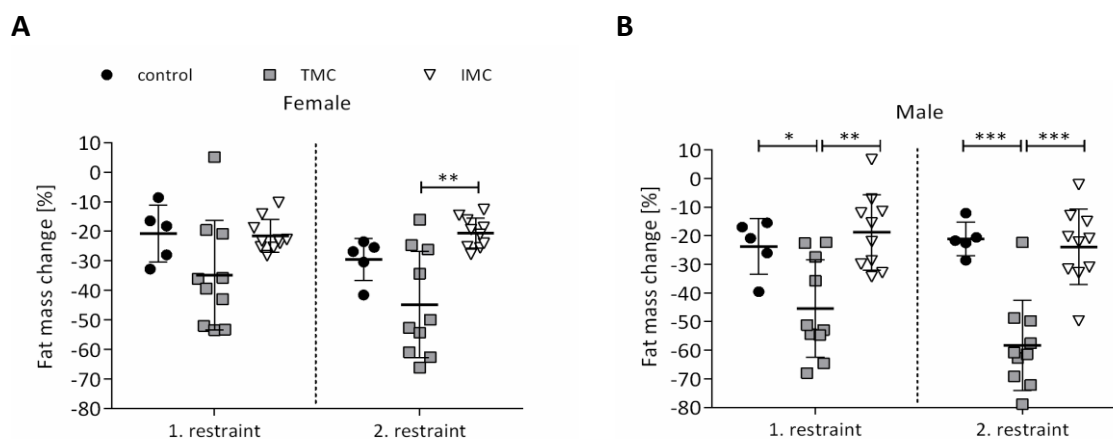 A
control TMC IMC
Female
Fat mass change [%]
10
0
-10
-20
-30
-40
-50
-60
-70
-80
**
1. restraint 2. restraint
B
Male
Fat mass change [%]
10
0
-10
-20
-30
-40
-50
-60
-70
-80
* ** *** ***
1. restraint 2. restraint